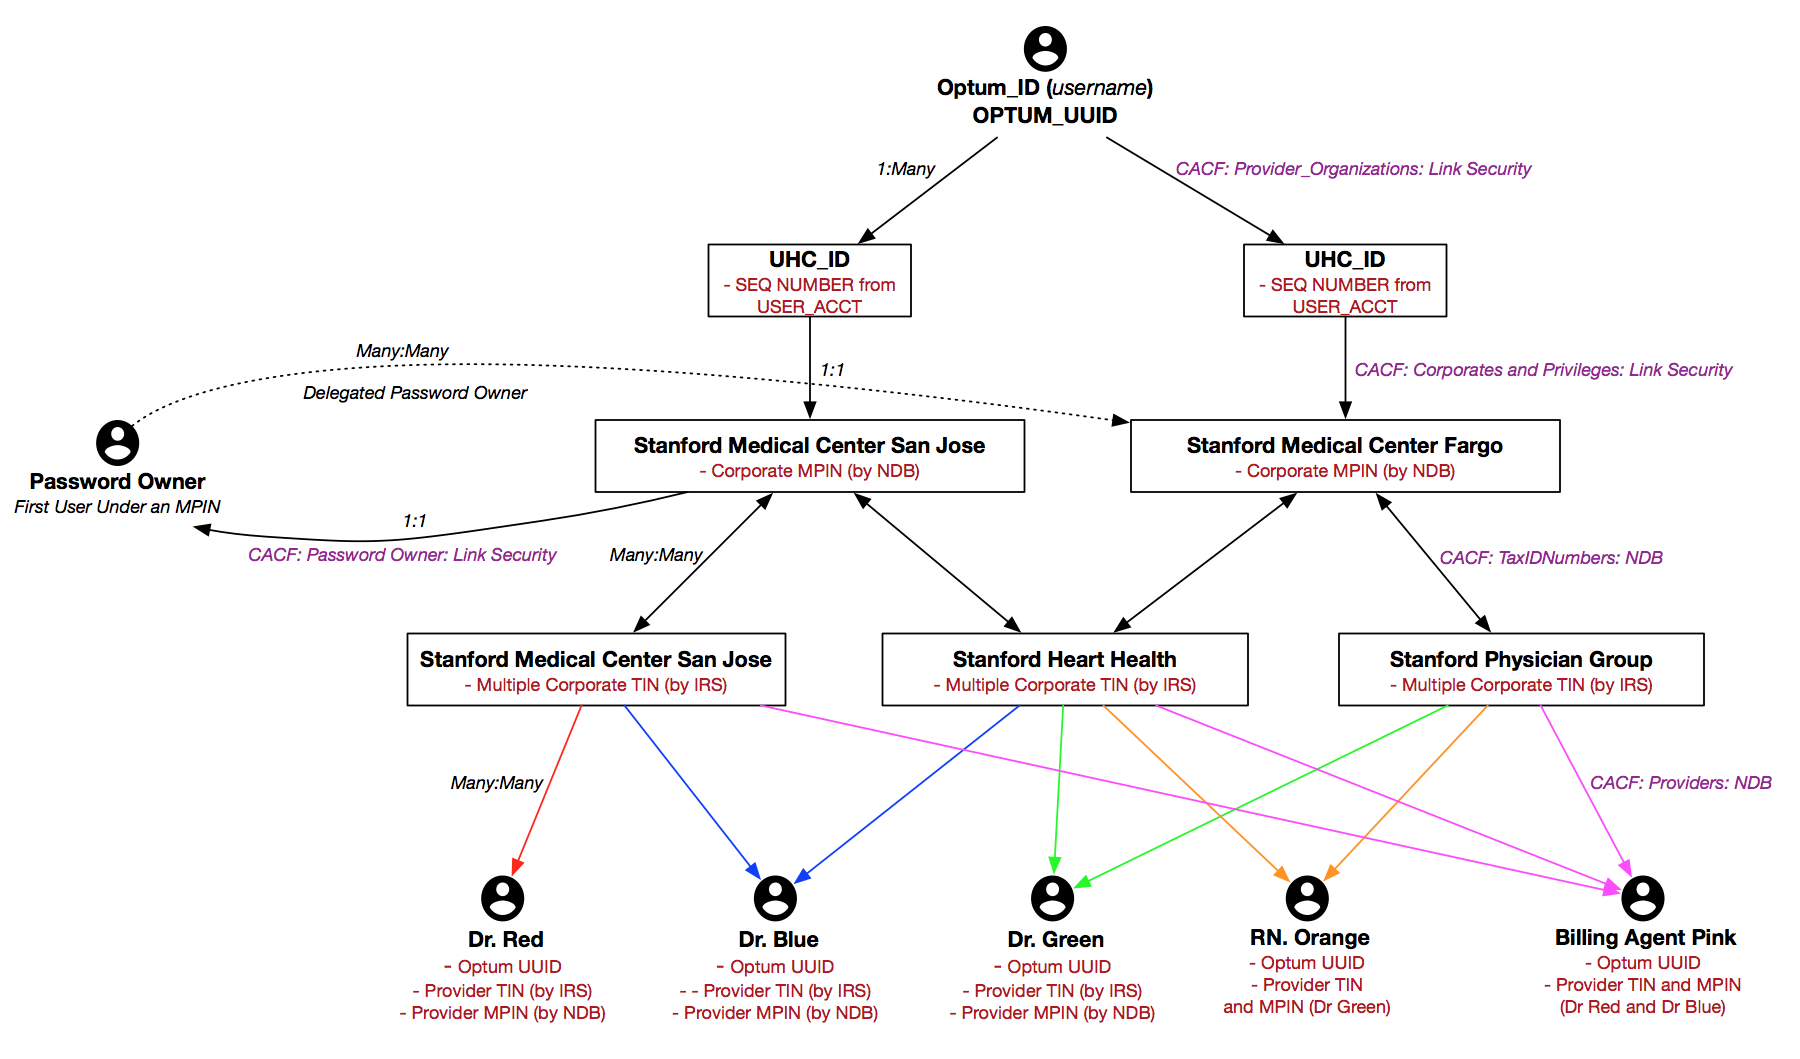 Optum_ID (username)
OPTUM_UUID
1:Many
CACF: Provider_Organizations: Link Security
UHC_ID
- SEQ NUMBER from
USER_ACCT
UHC_ID
- SEQ NUMBER from
USER_ACCT
Many:Many
1:1
CACF: Corporates and Privileges: Link Security
Delegated Password Owner
Password Owner
First User Under an MPIN
Stanford Medical Center San Jose
- Corporate MPIN (by NDB)
Stanford Medical Center Fargo
- Corporate MPIN (by NDB)
1:1
CACF: Password Owner: Link Security
Many:Many
CACF: TaxIDNumbers: NDB
Stanford Medical Center San Jose
- Multiple Corporate TIN (by IRS)
Stanford Heart Health
- Multiple Corporate TIN (by IRS)
Stanford Physician Group
- Multiple Corporate TIN (by IRS)
Many:Many
CACF: Providers: NDB
Dr. Red
- Optum UUID
- Provider TIN (by IRS)
- Provider MPIN (by NDB)
Dr. Blue
- Optum UUID
- - Provider TIN (by IRS)
- Provider MPIN (by NDB)
Dr. Green
- Optum UUID
- Provider TIN (by IRS)
- Provider MPIN (by NDB)
RN. Orange
- Optum UUID
- Provider TIN
and MPIN (Dr Green)
Billing Agent Pink
- Optum UUID
- Provider TIN and MPIN
(Dr Red and Dr Blue)